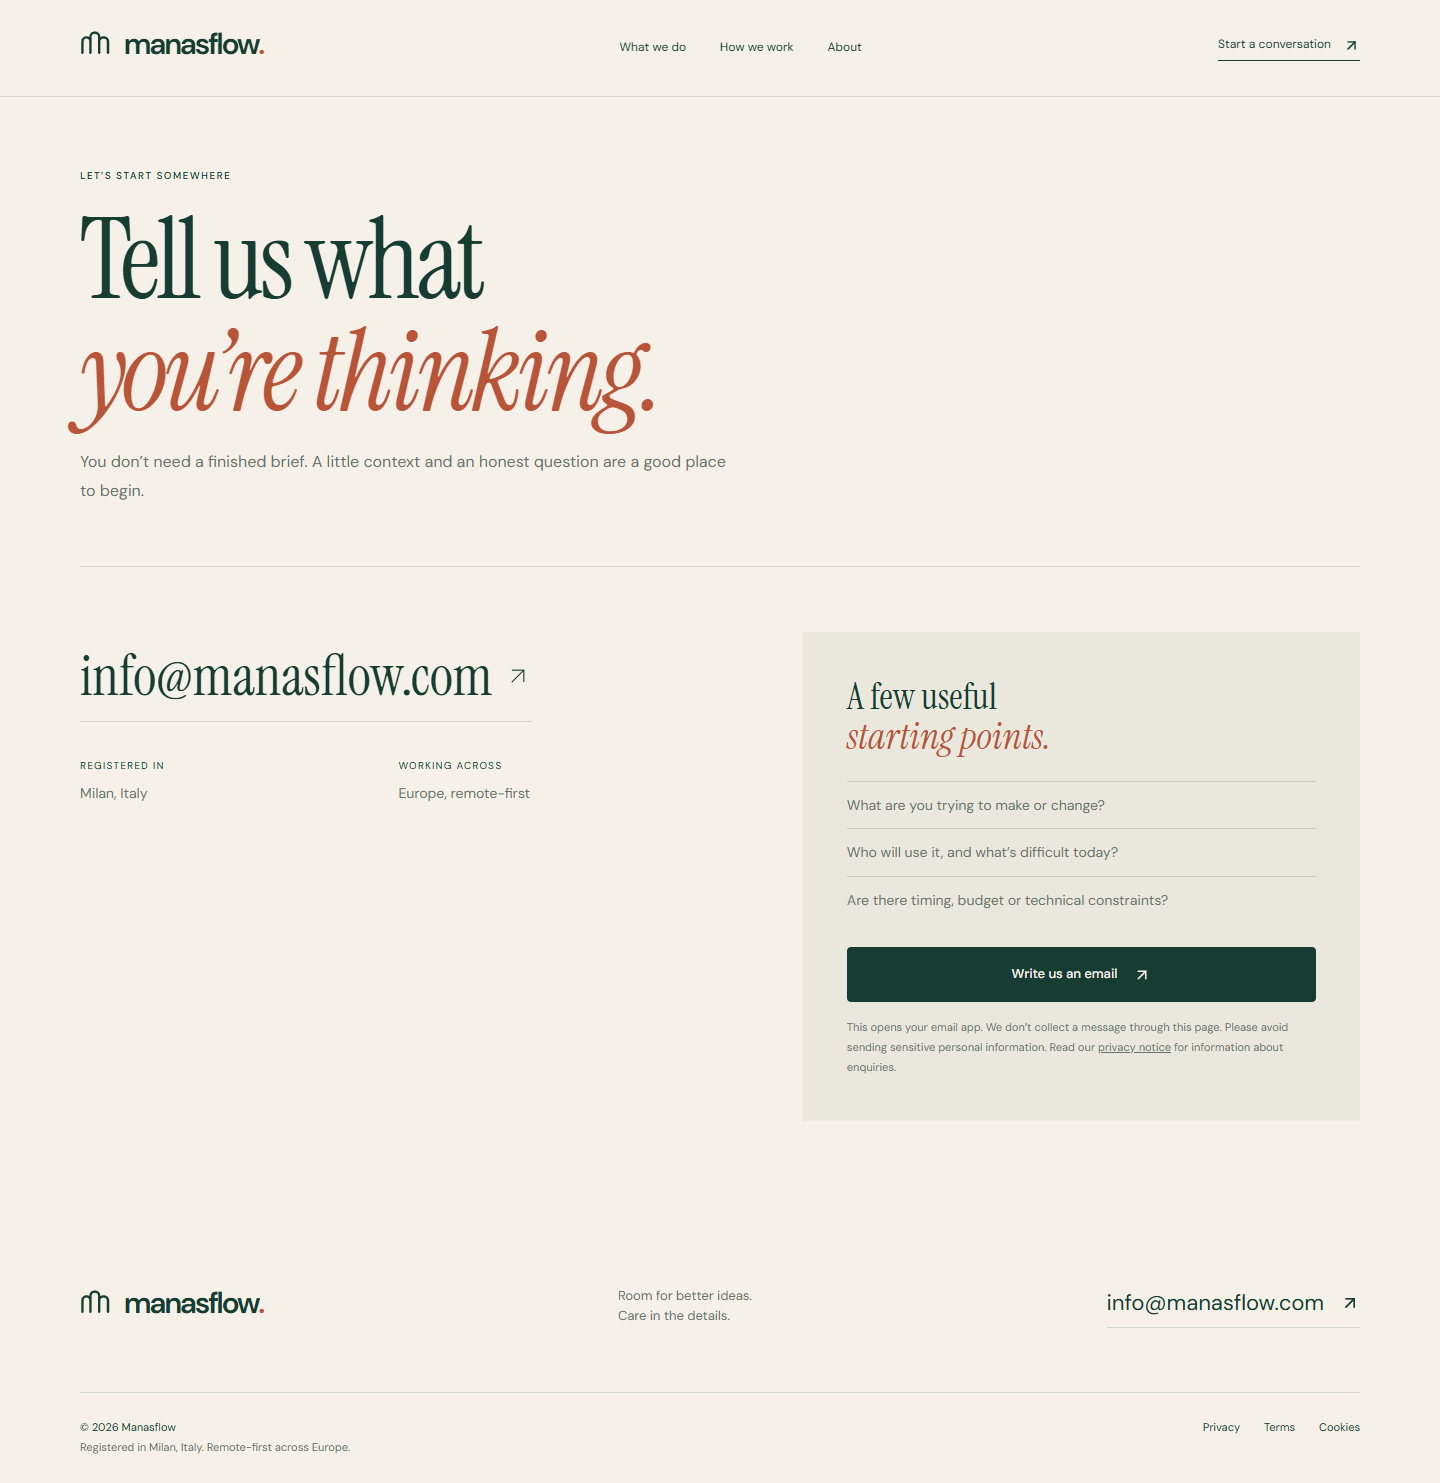 manasflow.
What we do
How we work
About
Start a conversation
LET’S START SOMEWHERE
Tell us what
you’re thinking.
You don’t need a finished brief. A little context and an honest question are a good place
to begin.
info@manasflow.com
REGISTERED IN
Milan, Italy
WORKING ACROSS
Europe, remote-first
A few useful
starting points.
What are you trying to make or change?
Who will use it, and what’s difficult today?
Are there timing, budget or technical constraints?
Write us an email
This opens your email app. We don’t collect a message through this page. Please avoid
sending sensitive personal information. Read our privacy notice for information about
enquiries.
manasflow.
Room for better ideas.
Care in the details.
info@manasflow.com
© 2026 Manasflow
Registered in Milan, Italy. Remote-first across Europe.
Privacy
Terms
Cookies